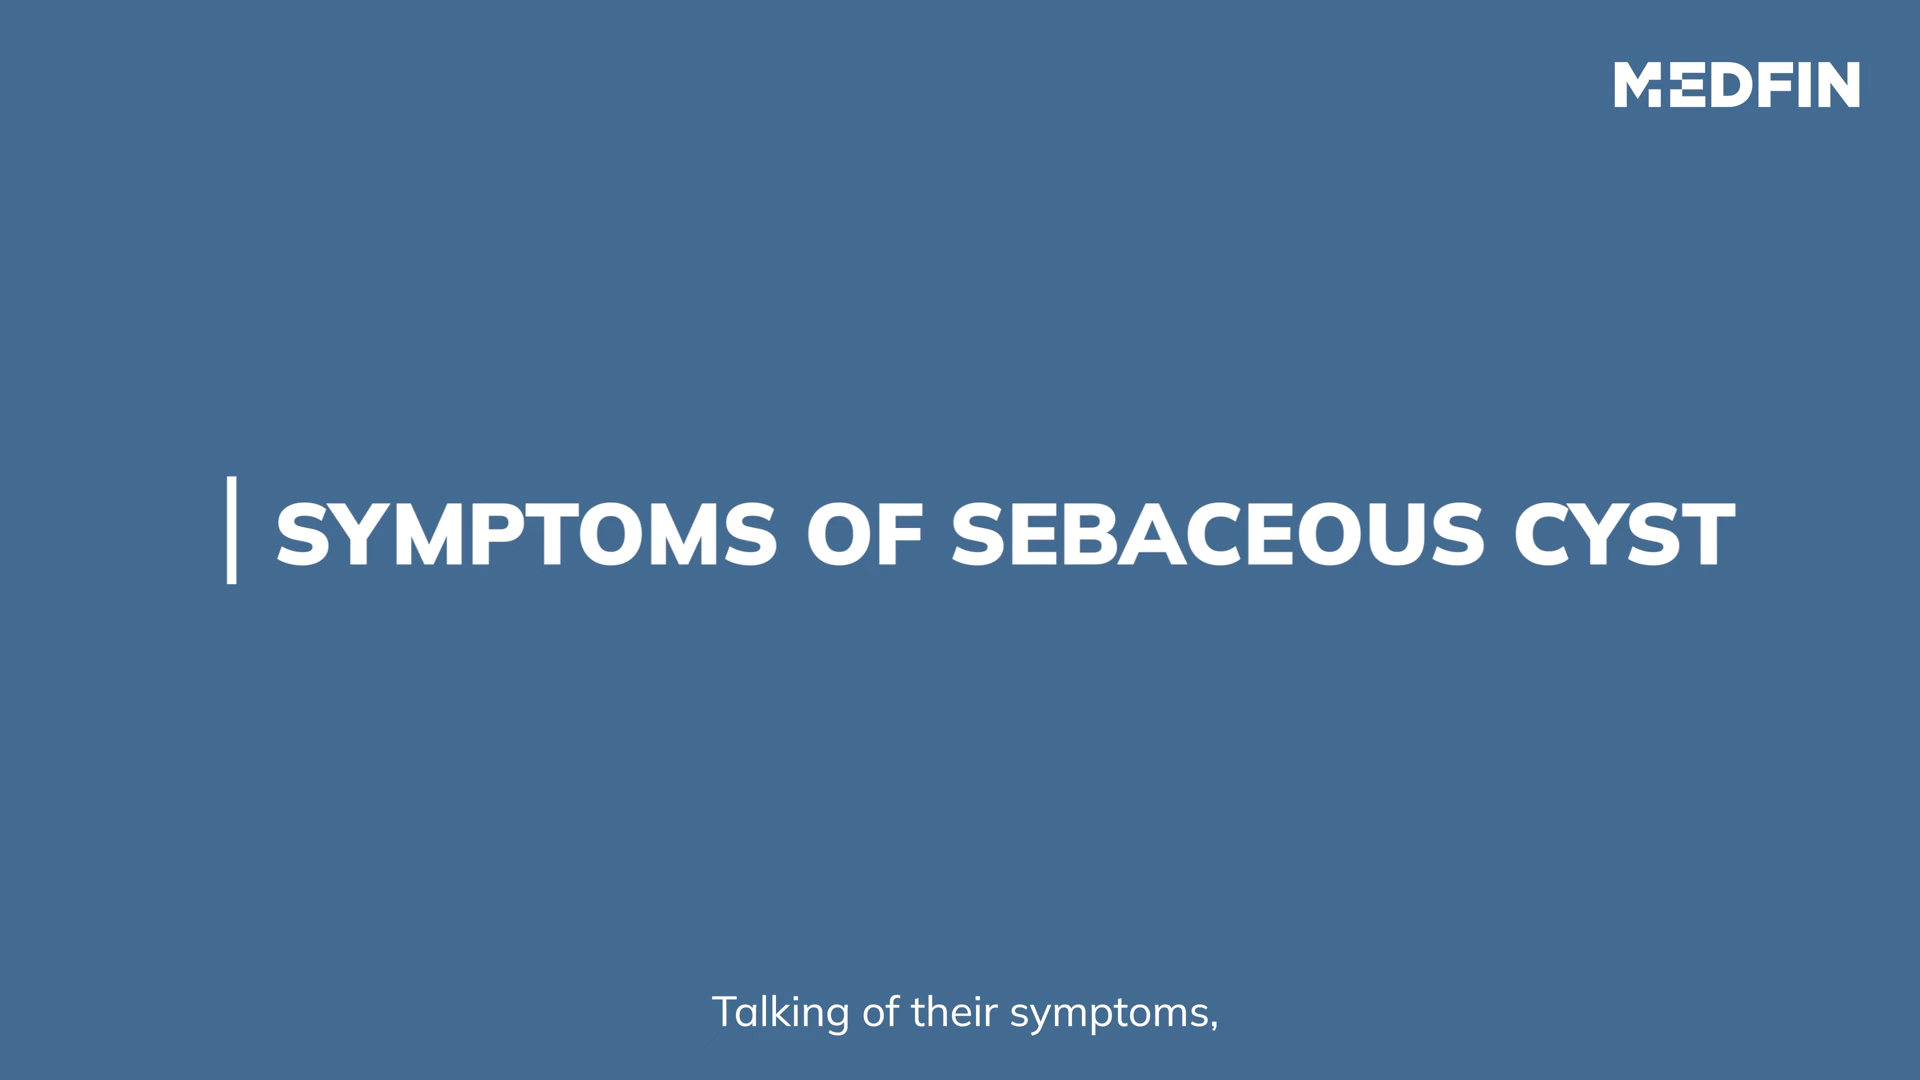 MEDFIN
SYMPTOMS OF SEBACEOUS CYST
Talking of their symptoms,